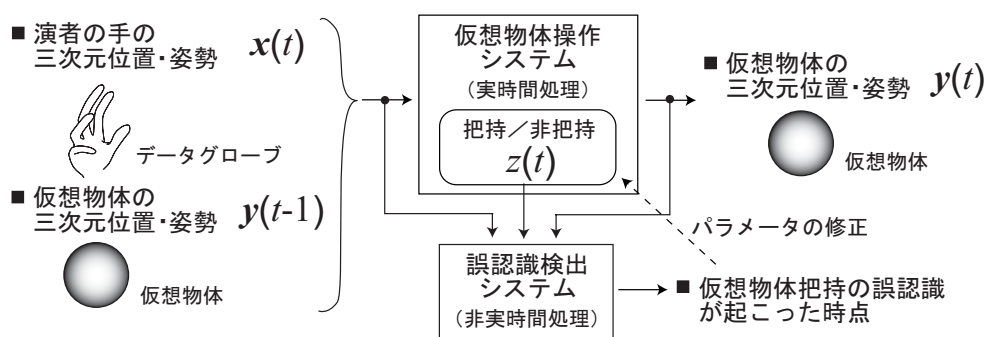 ■ 演者の手の
三次元位置・姿勢 x(t)
データグローブ
■ 仮想物体の
三次元位置・姿勢 y(t-1)
仮想物体
仮想物体操作
システム
(実時間処理)
把持／非把持
z(t)
■ 仮想物体の
三次元位置・姿勢 y(t)
仮想物体
パラメータの修正
誤認識検出
システム
(非実時間処理)
■ 仮想物体把持の誤認識
が起こった時点